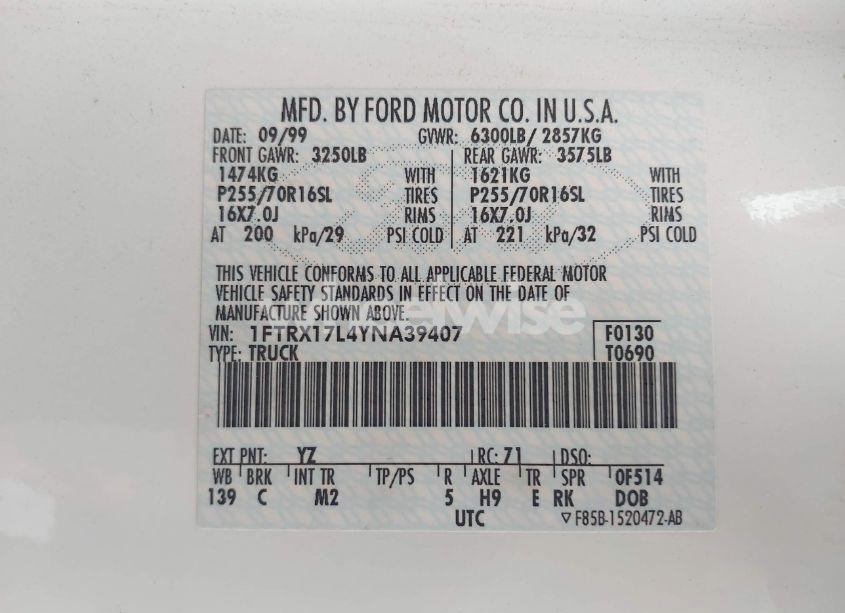 MFD. BY FORD MOTOR CO. IN U.S.A.
DATE: 09/99 GVWR: 6300LB/ 2857KG
FRONT GAWR: 3250LB REAR GAWR: 3575LB
1474KG WITH 1621KG WITH
P255/70R16SL TIRES P255/70R16SL TIRES
16X7.0J RIMS 16X7.0J RIMS
AT 200 kPa/29 PSI COLD AT 221 kPa/32 PSI COLD
THIS VEHICLE CONFORMS TO ALL APPLICABLE FEDERAL MOTOR
VEHICLE SAFETY STANDARDS IN EFFECT ON THE DATE OF
MANUFACTURE SHOWN ABOVE.
VIN: 1FTRX17L4YNA39407 F0130
TYPE: TRUCK T0690
EXT PNT: YZ RC: 71 DSO:
WB BRK INT TR TP/PS R AXLE TR SPR 0F514
139 C M2 5 H9 E RK DOB
UTC ▽ F85B-1520472-AB